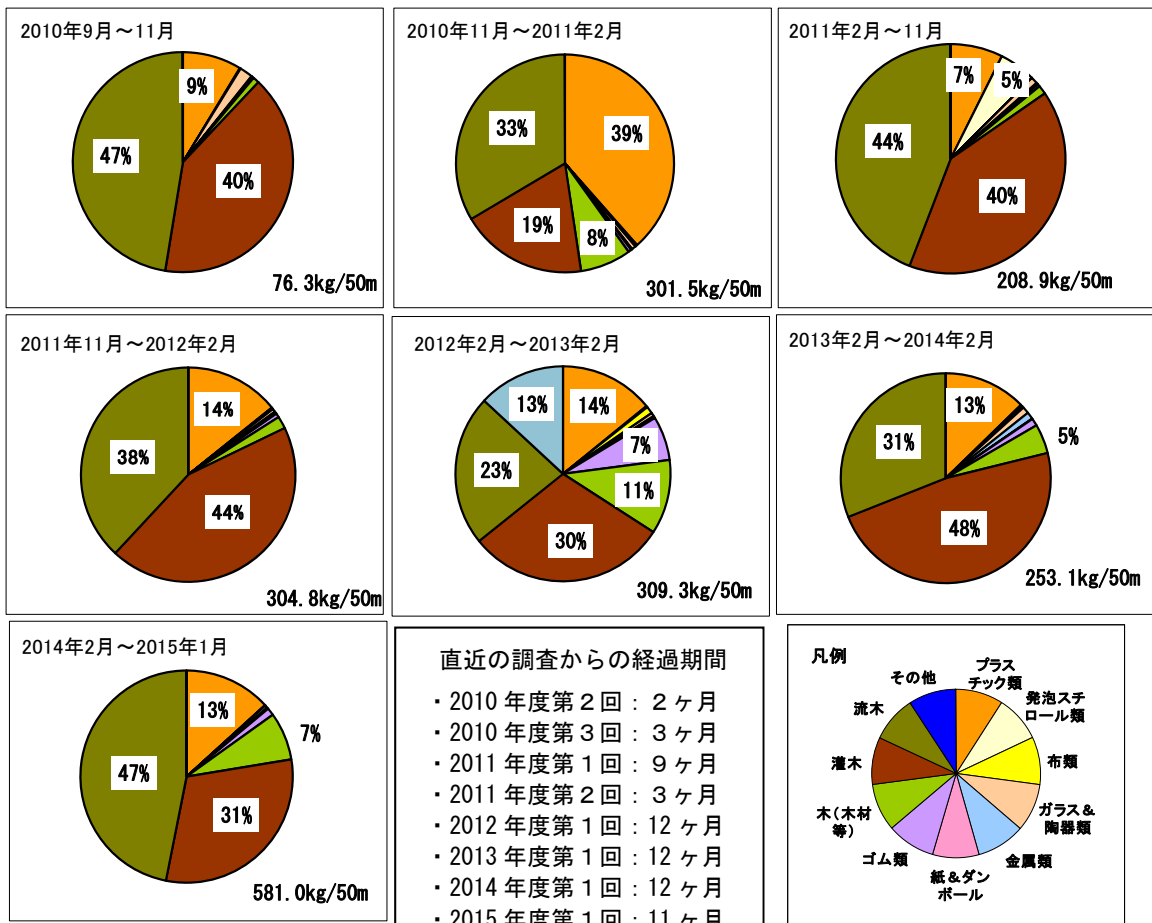 2010年9月～11月
9%
47%
40%
76.3kg/50m
2010年11月～2011年2月
33%
39%
19%
8%
301.5kg/50m
2011年2月～11月
7%
5%
44%
40%
208.9kg/50m
2011年11月～2012年2月
14%
38%
44%
304.8kg/50m
2012年2月～2013年2月
13%
14%
7%
23%
11%
30%
309.3kg/50m
2013年2月～2014年2月
13%
31%
5%
48%
253.1kg/50m
2014年2月～2015年1月
13%
7%
47%
31%
581.0kg/50m
直近の調査からの経過期間
・2010 年度第２回：２ヶ月
・2010 年度第３回：３ヶ月
・2011 年度第１回：９ヶ月
・2011 年度第２回：３ヶ月
・2012 年度第１回：12 ヶ月
・2013 年度第１回：12 ヶ月
・2014 年度第１回：12 ヶ月
・2015 年度第１回：11 ヶ月
凡例
プラス
チック類
発泡スチ
ロール類
布類
ガラス＆
陶器類
金属類
紙＆ダン
ボール
ゴム類
木(木材
等)
灌木
流木
その他